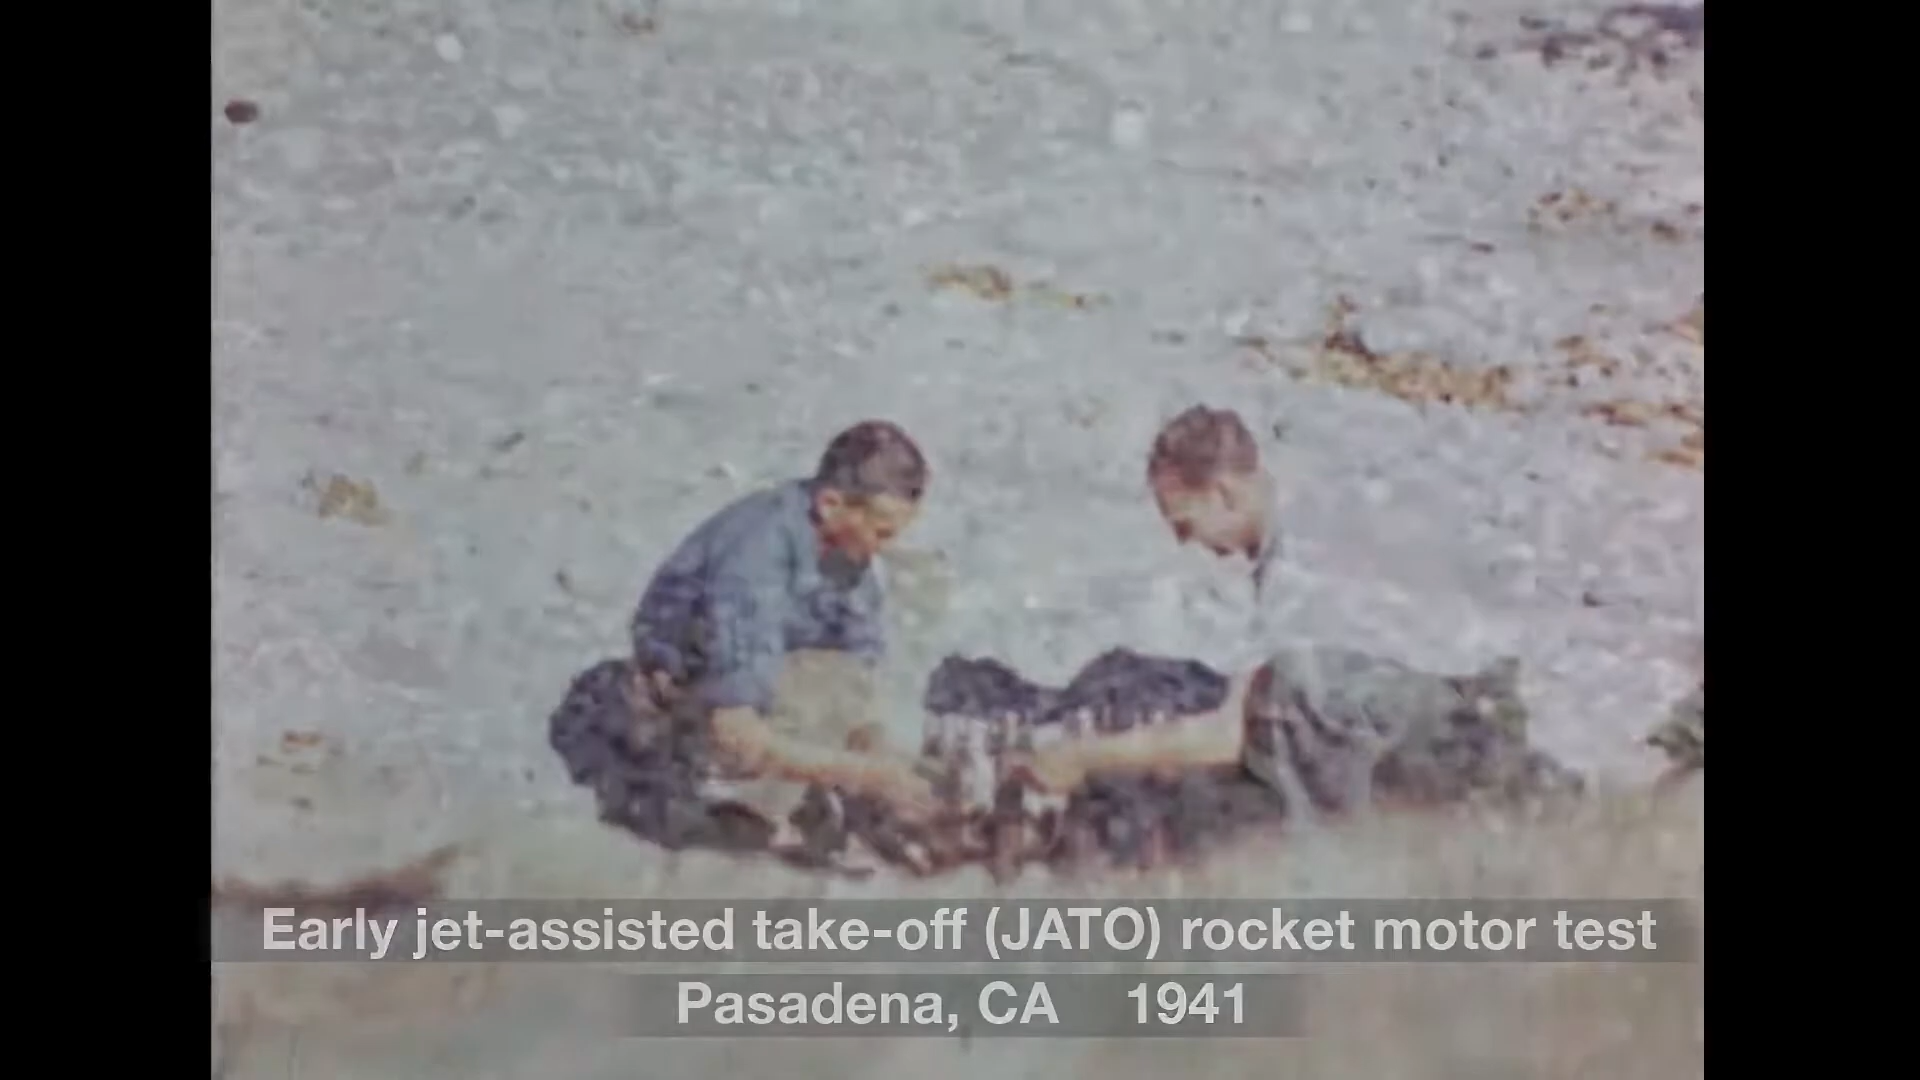 Early jet-assisted take-off (JATO) rocket motor test
Pasadena, CA 1941